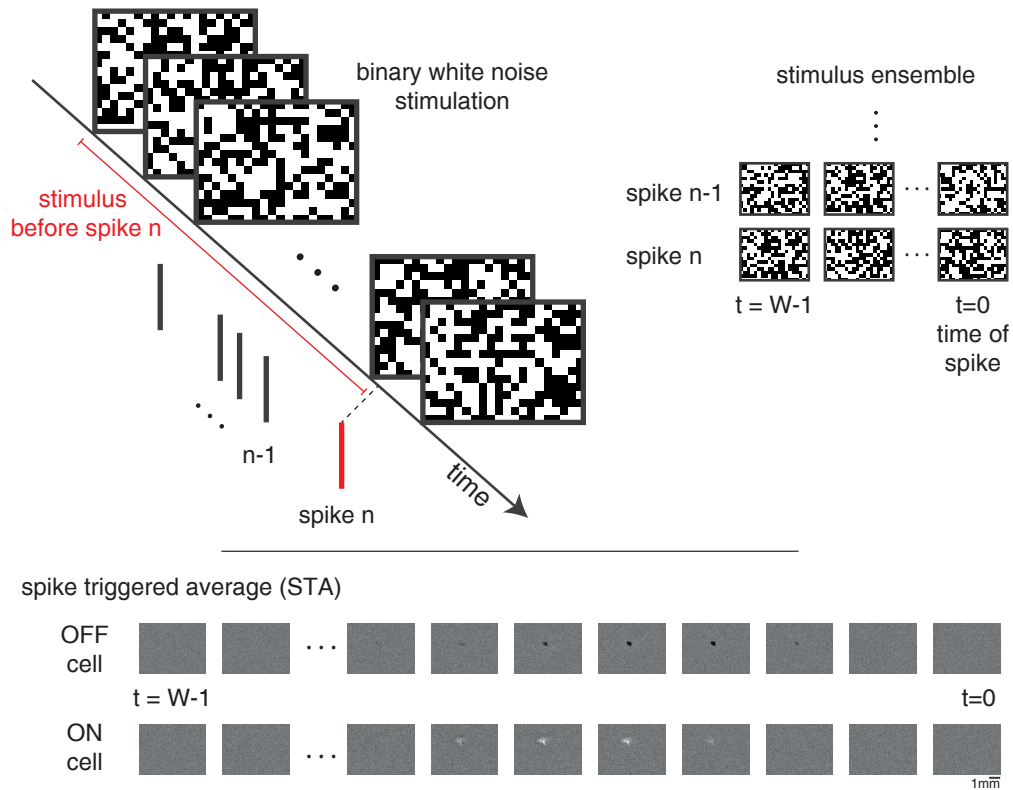 binary white noise
stimulation
stimulus ensemble
stimulus
before spike n
spike n-1
spike n
t = W-1
t=0
time of
spike
n-1
time
spike n
spike triggered average (STA)
OFF
cell
t = W-1
t=0
ON
cell
1mm